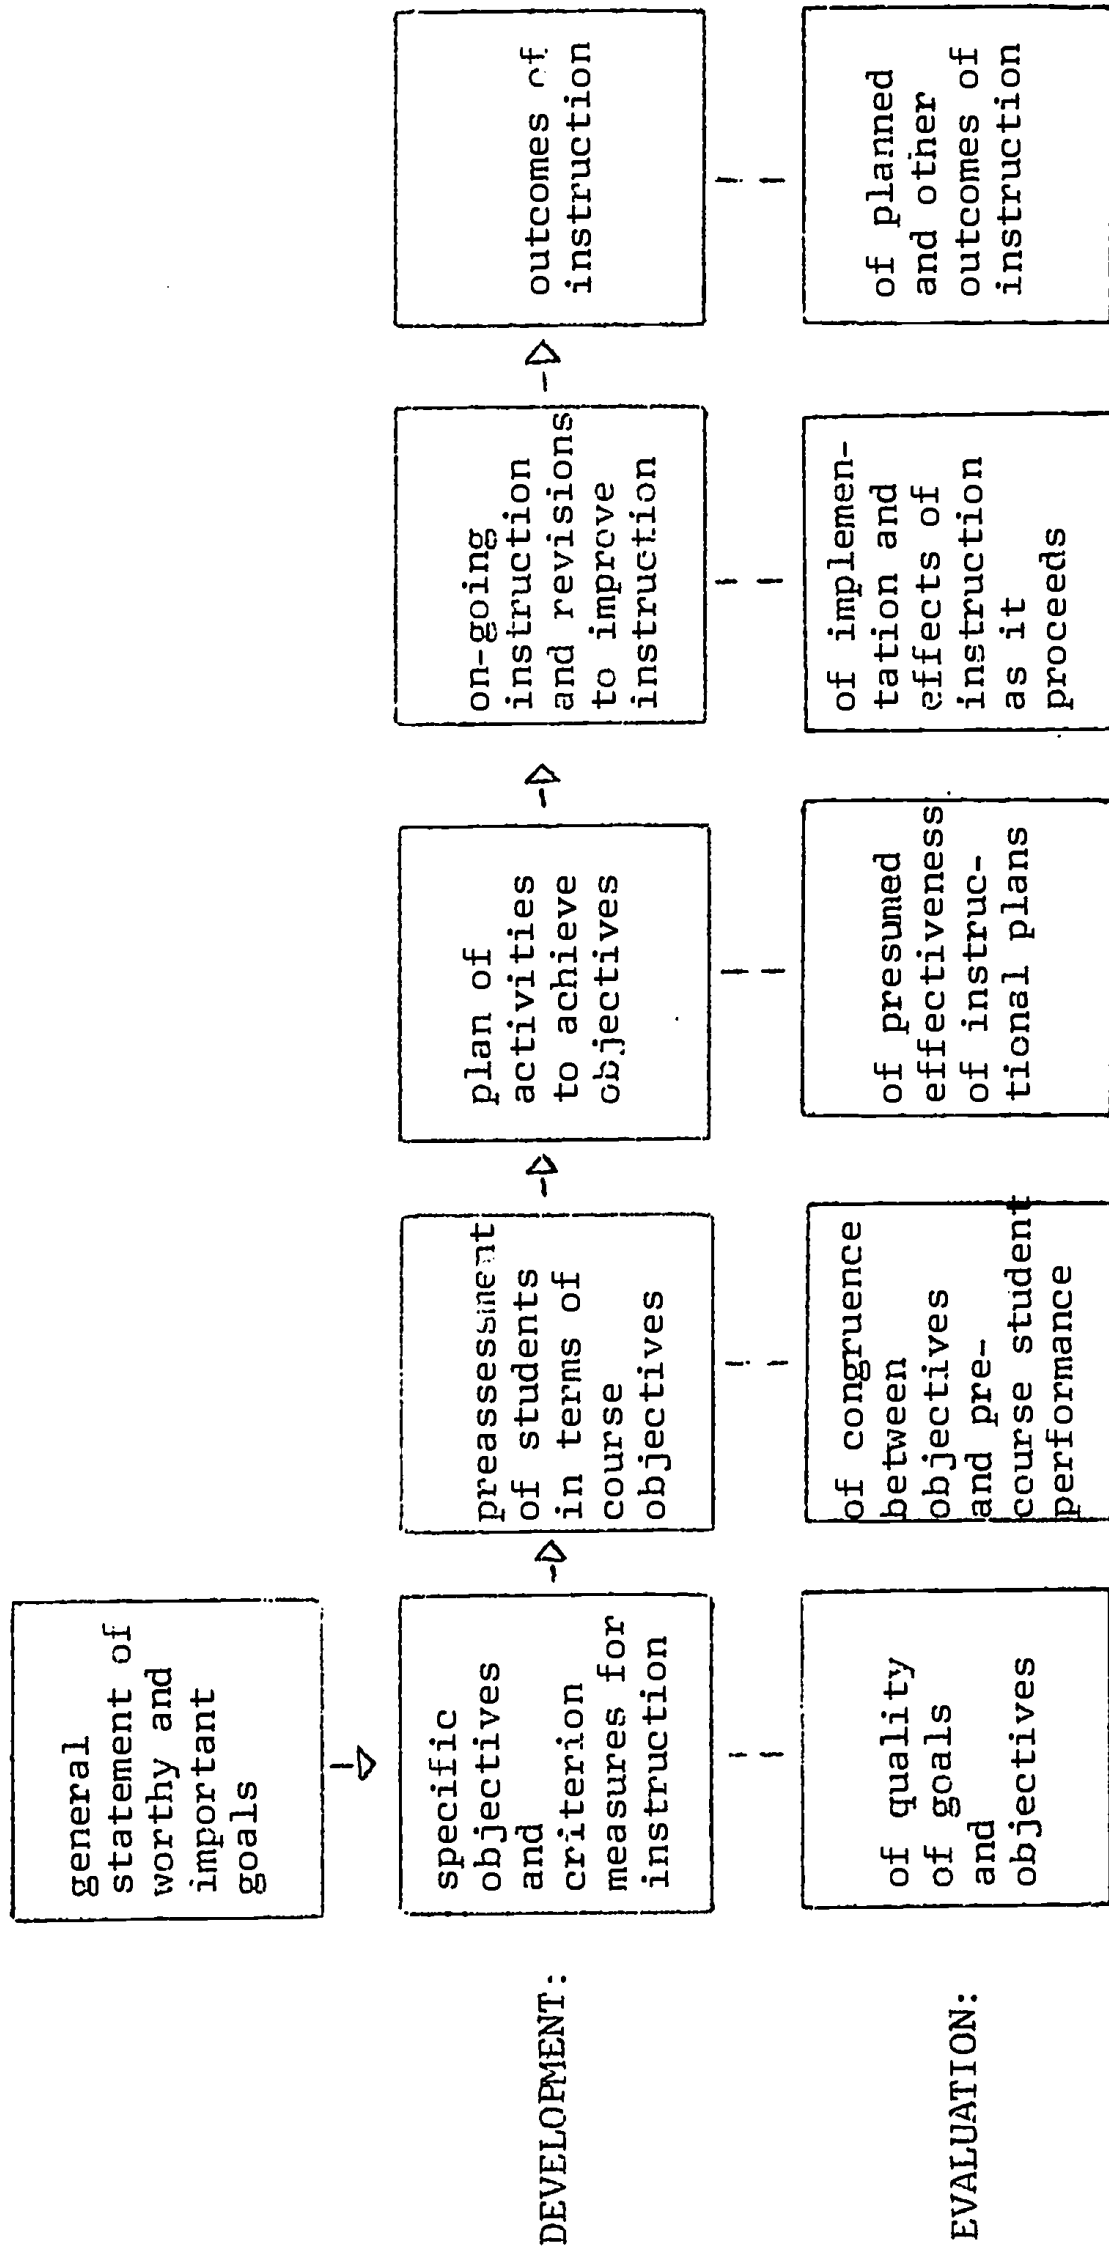 general
statement of
worthy and
important
goals
DEVELOPMENT:
specific
objectives
and
criterion
measures for
instruction
preassessment
of students
in terms of
course
objectives
plan of
activities
to achieve
objectives
on-going
instruction
and revisions
to improve
instruction
outcomes of
instruction
EVALUATION:
of quality
of goals
and
objectives
of congruence
between
objectives
and pre-
course student
performance
of presumed
effectiveness
of instruc-
tional plans
of implemen-
tation and
effects of
instruction
as it
proceeds
of planned
and other
outcomes of
instruction